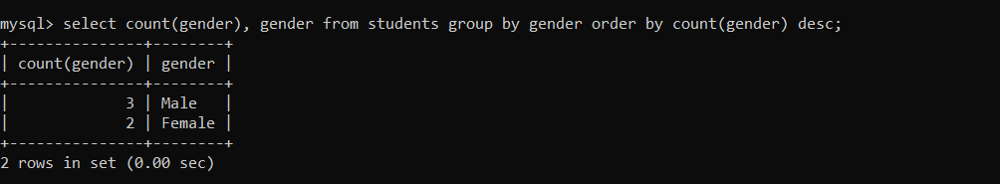 mysql> select count(gender), gender from students group by gender order by count(gender) desc;
+---------------+--------+
| count(gender) | gender |
+---------------+--------+
|             3 | Male   |
|             2 | Female |
+---------------+--------+
2 rows in set (0.00 sec)